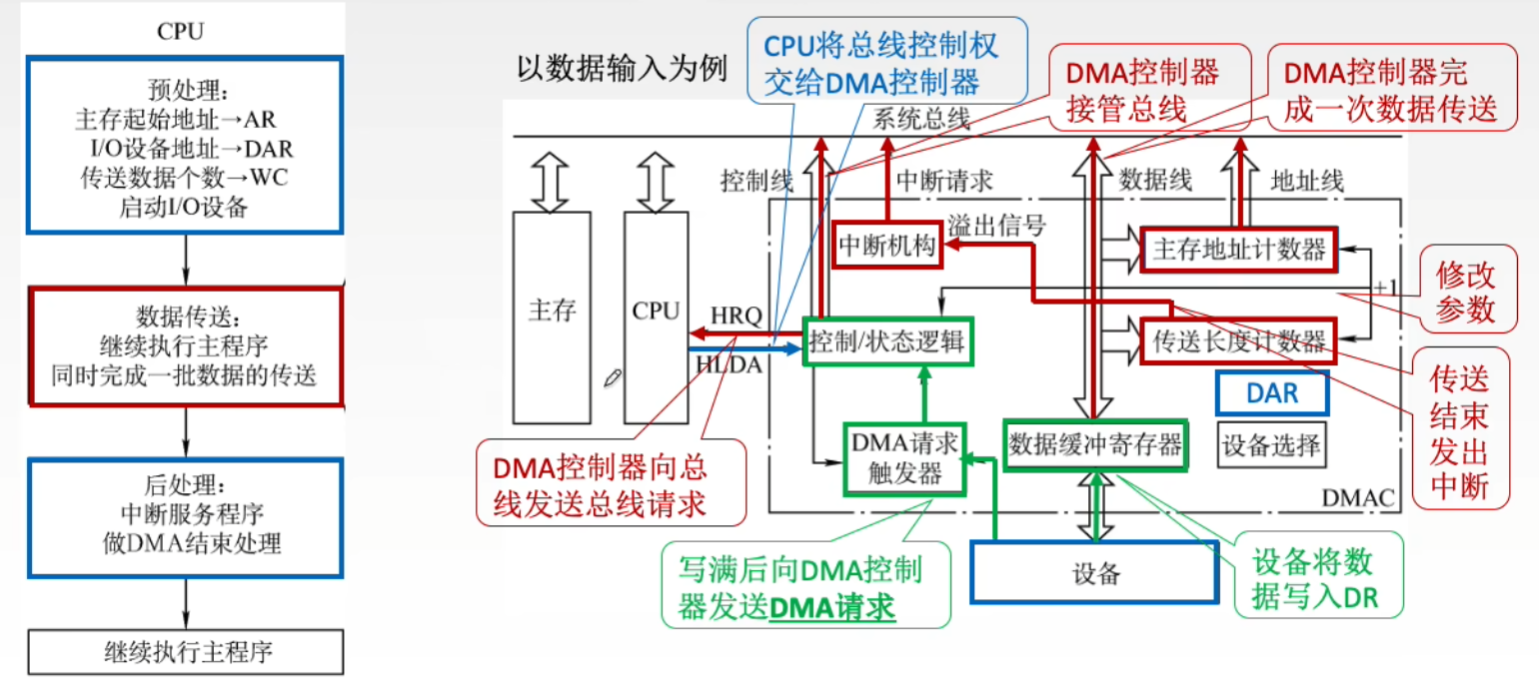 CPU
预处理：
主存起始地址→AR
I/O设备地址→DAR
传送数据个数→WC
启动I/O设备
数据传送：
继续执行主程序
同时完成一批数据的传送
后处理：
中断服务程序
做DMA结束处理
继续执行主程序
以数据输入为例
CPU将总线控制权
交给DMA控制器
DMA控制器
接管总线
DMA控制器完
成一次数据传送
系统总线
控制线
中断请求
数据线
地址线
中断机构
溢出信号
主存地址计数器
+1
修改
参数
主存
CPU
HRQ
HLDA
控制/状态逻辑
传送长度计数器
传送
结束
发出
中断
DAR
设备选择
DMA请求
触发器
数据缓冲寄存器
DMAC
DMA控制器向总
线发送总线请求
写满后向DMA控制
器发送DMA请求
设备
设备将数
据写入DR